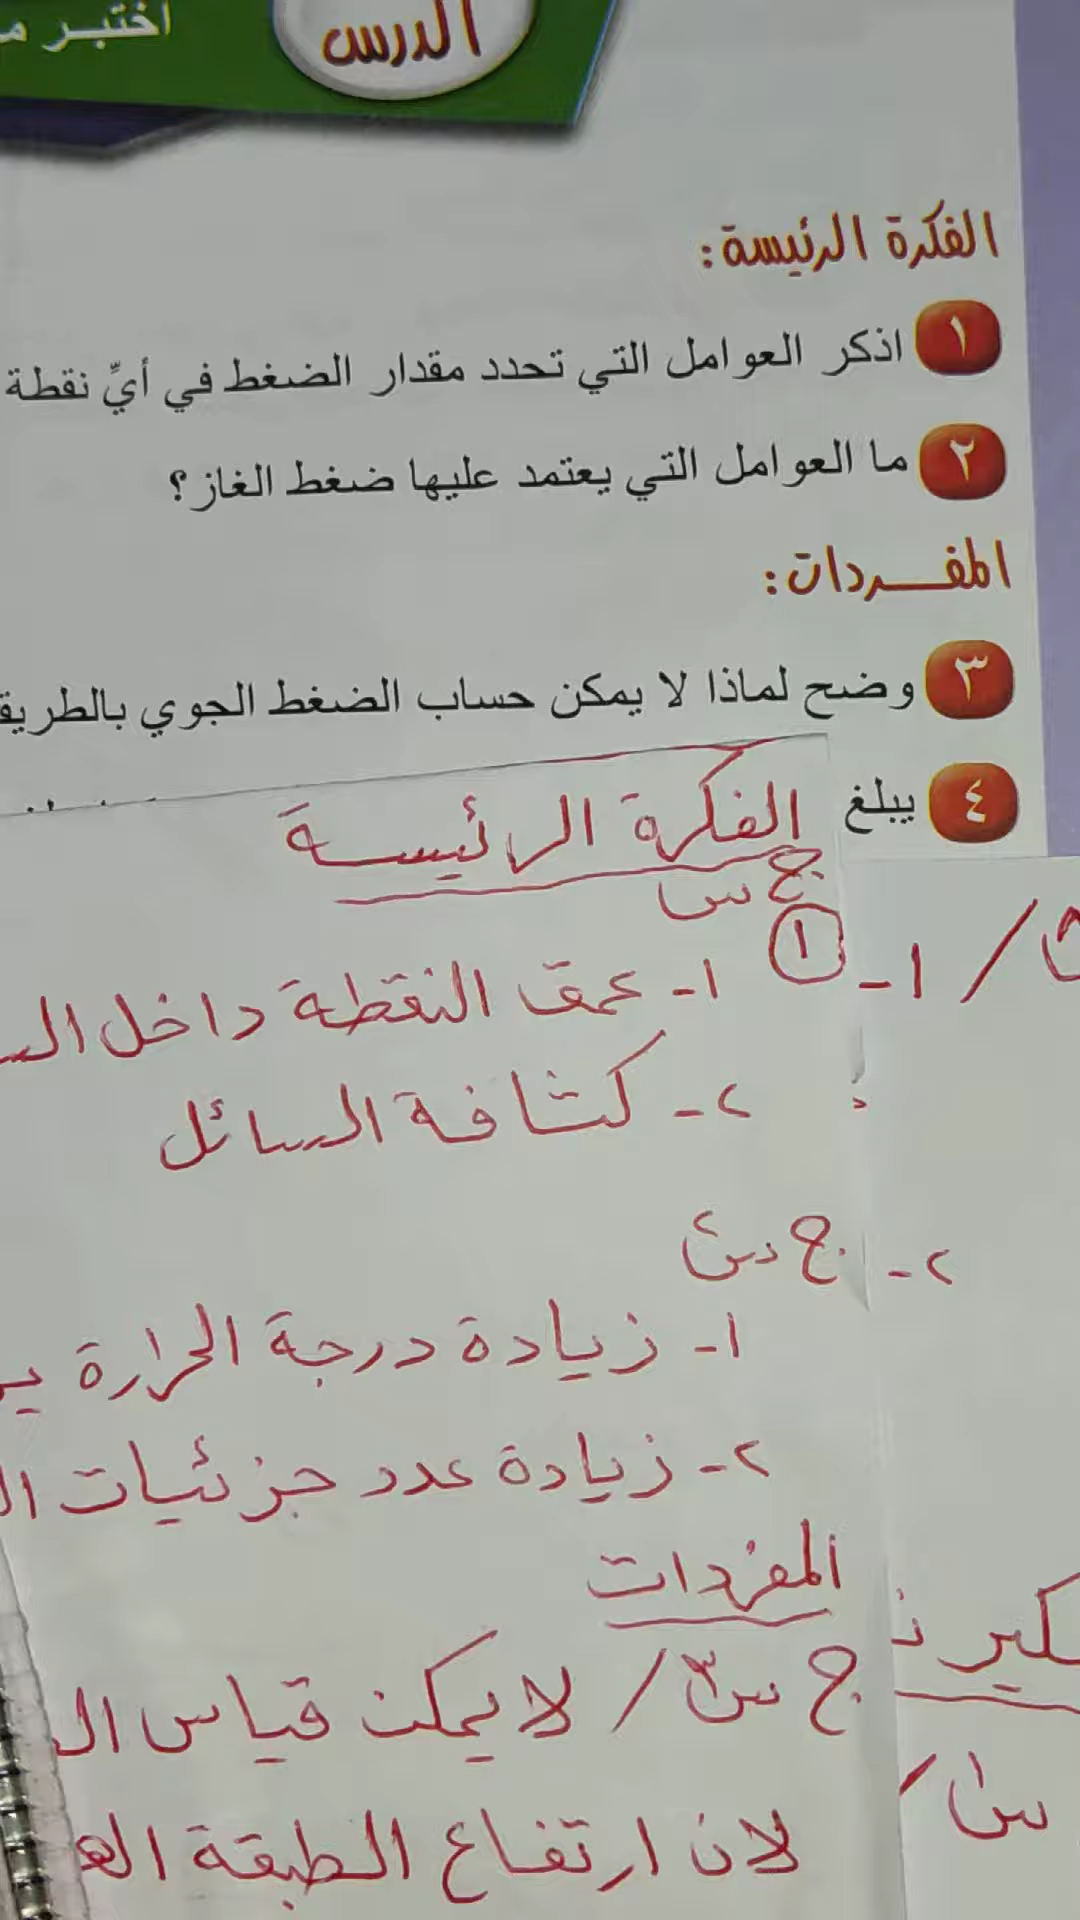 الدرس
اختبر
الفكرة الرئيسة:
١ اذكر العوامل التي تحدد مقدار الضغط في أيِّ نقطة
٢ ما العوامل التي يعتمد عليها ضغط الغاز؟
المفـــردات:
٣ وضح لماذا لا يمكن حساب الضغط الجوي
٤ يبلغ
الفكرة الرئيسة
ج س
١ ١- عمق النقطة داخل
٢- كثافة السائل
ج س٢
١- زيادة درجة الحرارة
٢- زيادة عدد جزئيات
المفردات
ج س٣ / لا يمكن قياس
لان ارتفاع الطبقة
/ ١-
٢-
س١ /